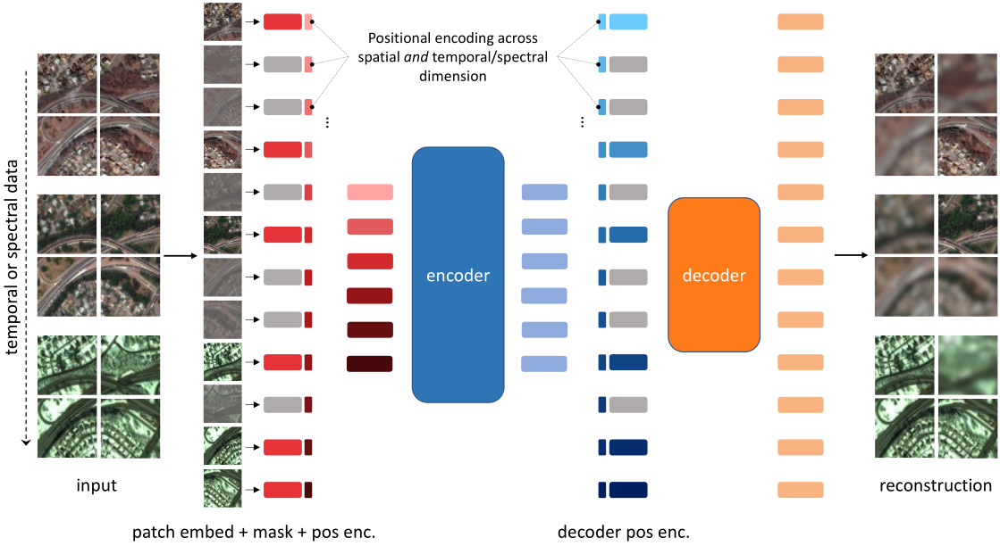 Positional encoding across
spatial and temporal/spectral
dimension
...
...
temporal or spectral data
encoder
decoder
input
reconstruction
patch embed + mask + pos enc.
decoder pos enc.